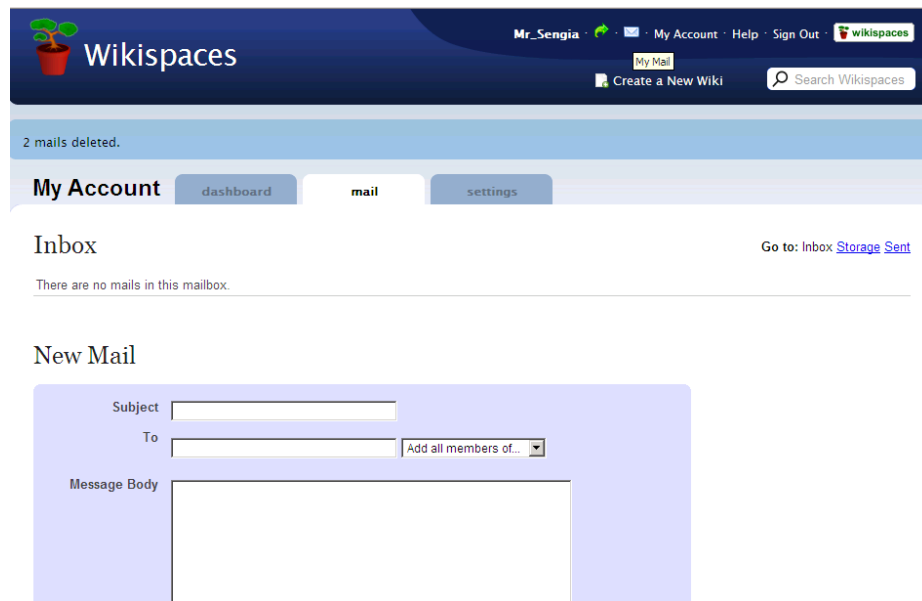 Mr_Sengia · · My Account · Help · Sign Out · wikispaces
Wikispaces
My Mail
Create a New Wiki
Search Wikispaces
2 mails deleted.
My Account dashboard mail settings
Inbox
Go to: Inbox Storage Sent
There are no mails in this mailbox.
New Mail
Subject
To
Add all members of...
Message Body